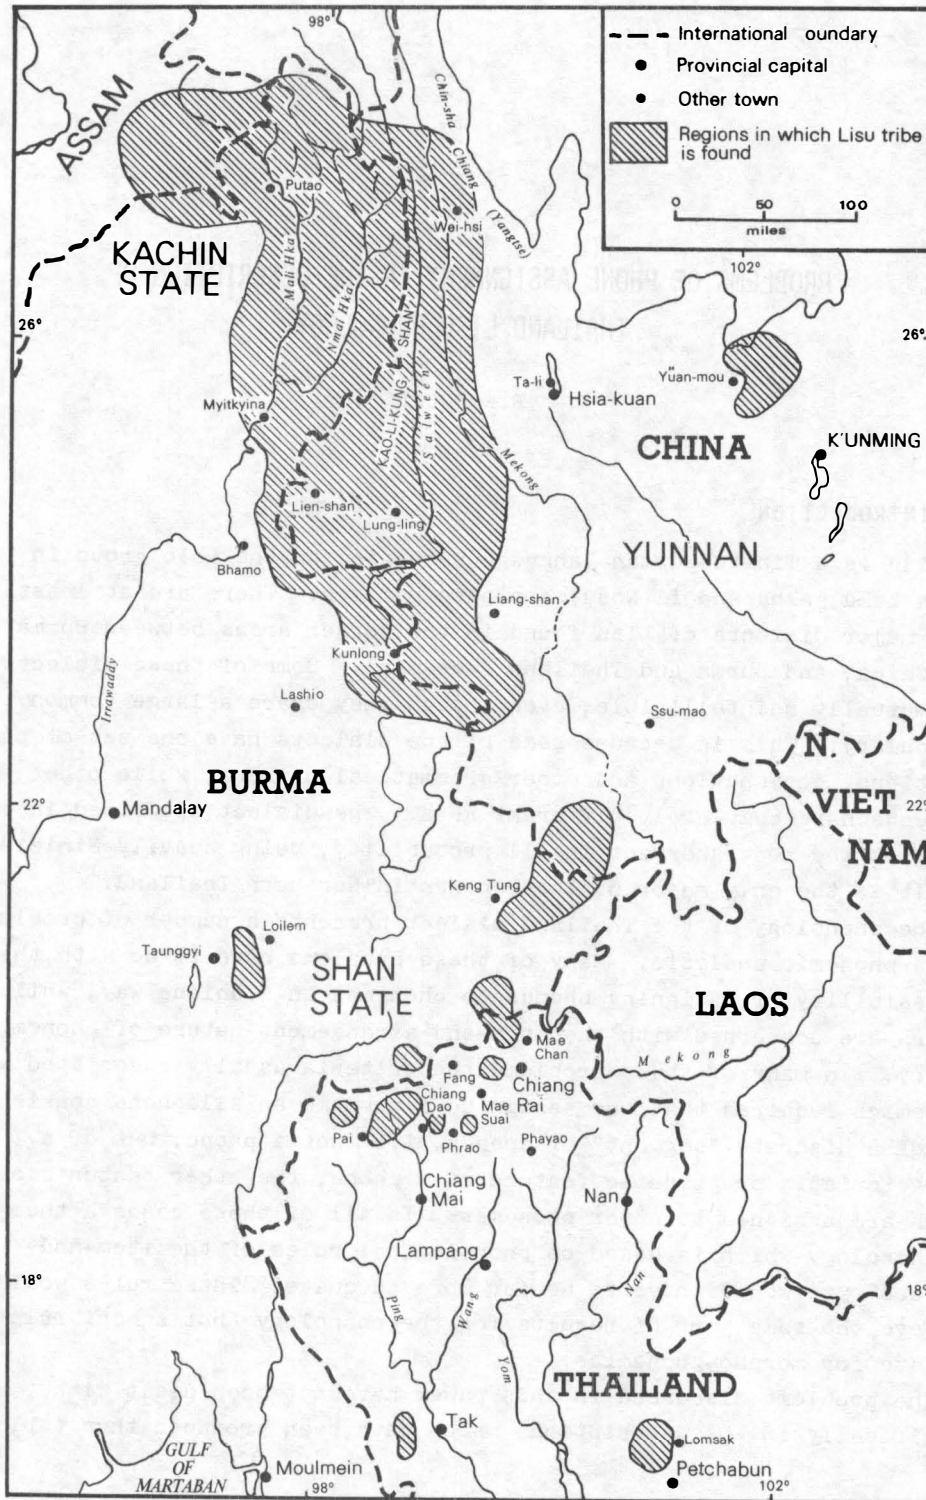 98°
International oundary
Provincial capital
Other town
Regions in which Lisu tribe
is found
0 50 100
miles
ASSAM
Chin-sha Chiang
(Yangtse)
Putao
Wei-hsi
KACHIN
STATE
Mali Hka
Nmai Hka
KAO-LI-KUNG SHAN
Salween
102°
26°
26°
Ta-li
Hsia-kuan
Yüan-mou
Myitkyina
CHINA
K'UNMING
Mekong
Lien-shan
Lung-ling
YUNNAN
Bhamo
Liang-shan
Kunlong
Irrawaddy
Lashio
Ssu-mao
N.
BURMA
VIET
22°
22°
Mandalay
NAM
Keng Tung
Loilem
Taunggyi
SHAN
STATE
LAOS
Mae
Chan
Mekong
Fang
Chiang
Rai
Chiang
Dao
Mae
Suai
Pai
Phrao
Phayao
Chiang
Mai
Nan
Lampang
18°
18°
Ping
Wang
Nan
Yom
THAILAND
Tak
Lomsak
GULF
OF
MARTABAN
Moulmein
Petchabun
98°
102°